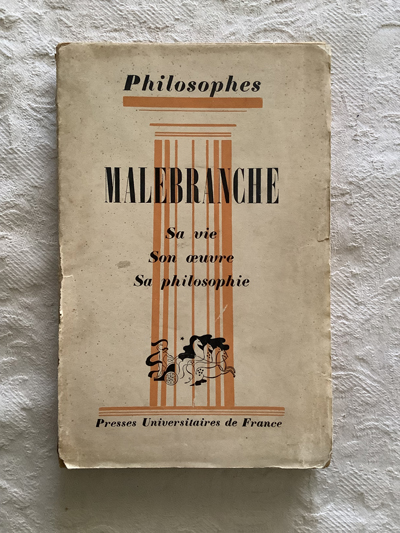 Philosophes
MALEBRANCHE
Sa vie
Son œuvre
Sa philosophie
Presses Universitaires de France